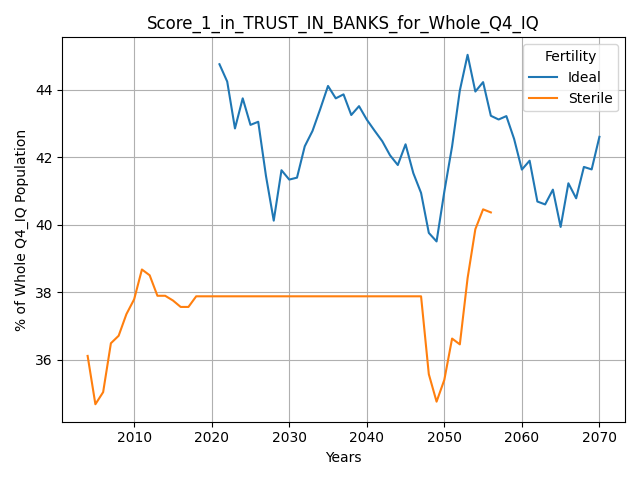 Score_1_in_TRUST_IN_BANKS_for_Whole_Q4_IQ
Fertility
Ideal
Sterile
% of Whole Q4_IQ Population
44
42
40
38
36
2010 2020 2030 2040 2050 2060 2070
Years